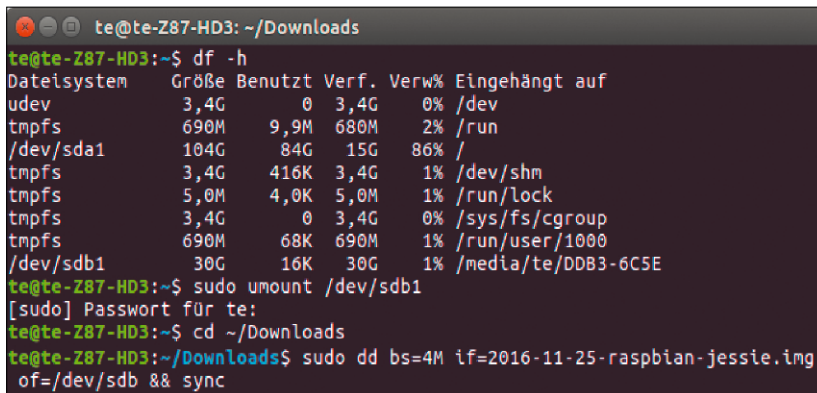 te@te-Z87-HD3: ~/Downloads
te@te-Z87-HD3:~$ df -h
Dateisystem Größe Benutzt Verf. Verw% Eingehängt auf
udev 3,4G 0 3,4G 0% /dev
tmpfs 690M 9,9M 680M 2% /run
/dev/sda1 104G 84G 15G 86% /
tmpfs 3,4G 416K 3,4G 1% /dev/shm
tmpfs 5,0M 4,0K 5,0M 1% /run/lock
tmpfs 3,4G 0 3,4G 0% /sys/fs/cgroup
tmpfs 690M 68K 690M 1% /run/user/1000
/dev/sdb1 30G 16K 30G 1% /media/te/DDB3-6C5E
te@te-Z87-HD3:~$ sudo umount /dev/sdb1
[sudo] Passwort für te:
te@te-Z87-HD3:~$ cd ~/Downloads
te@te-Z87-HD3:~/Downloads$ sudo dd bs=4M if=2016-11-25-raspbian-jessie.img
of=/dev/sdb && sync